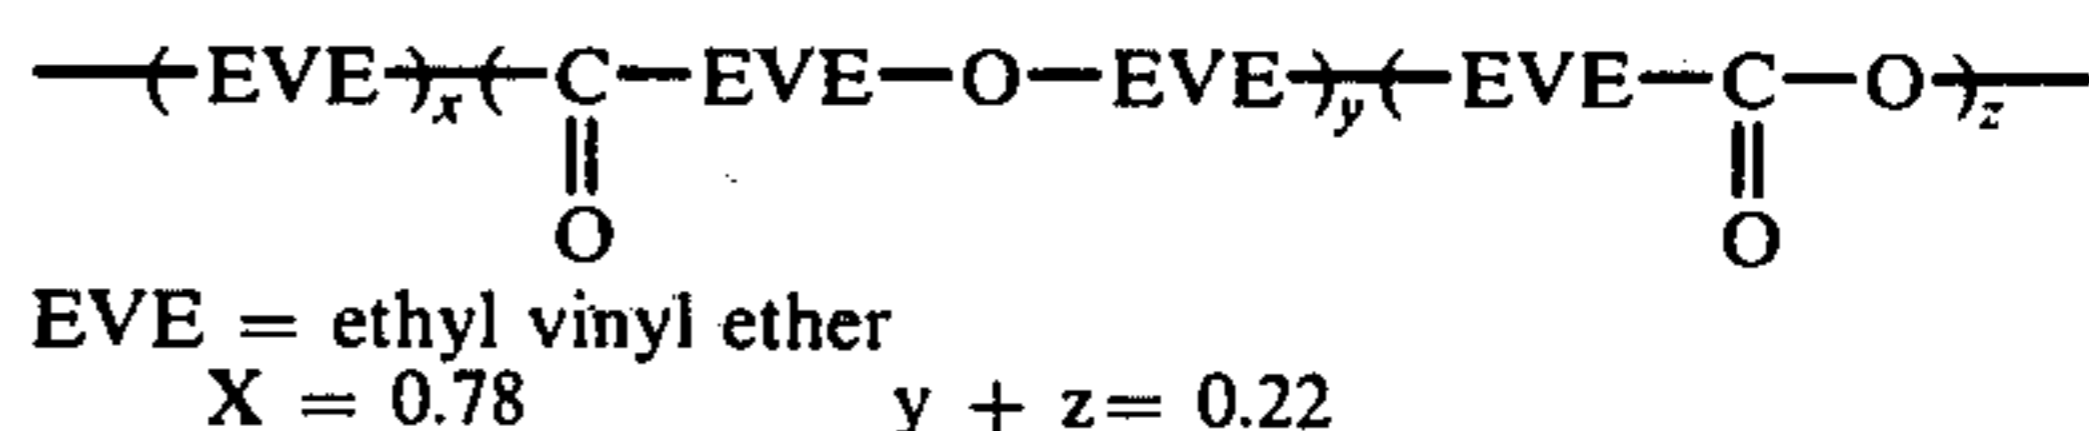 —( EVE )x( C—EVE—O—EVE )y( EVE—C—O )z—
O O
EVE = ethyl vinyl ether
X = 0.78 y + z= 0.22